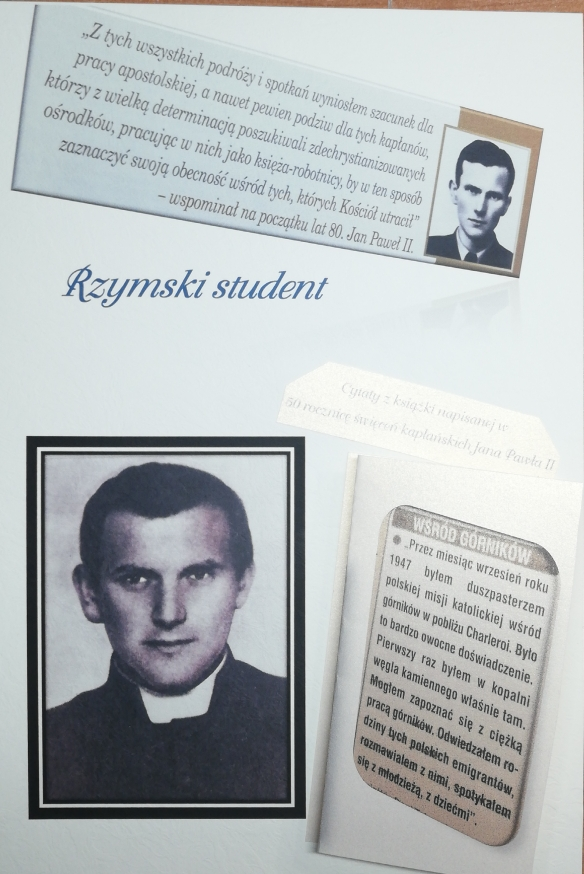 „Z tych wszystkich podróży i spotkań wyniosłem szacunek dla
pracy apostolskiej, a nawet pewien podziw dla tych kapłanów,
którzy z wielką determinacją poszukiwali zdechrystianizowanych
ośrodków, pracując w nich jako księża-robotnicy, by w ten sposób
zaznaczyć swoją obecność wśród tych, których Kościół utracił”
– wspominał na początku lat 80. Jan Paweł II.
Rzymski student
Cytaty z książki napisanej w
50 rocznicę święceń kapłańskich Jana Pawła II
WŚRÓD GÓRNIKÓW
● „Przez miesiąc wrzesień roku
1947 byłem duszpasterzem
polskiej misji katolickiej wśród
górników w pobliżu Charleroi. Było
to bardzo owocne doświadczenie.
Pierwszy raz byłem w kopalni
węgla kamiennego właśnie tam.
Mogłem zapoznać się z ciężką
pracą górników. Odwiedzałem ro-
dziny tych polskich emigrantów,
rozmawiałem z nimi, spotykałem
się z młodzieżą, z dziećmi”.